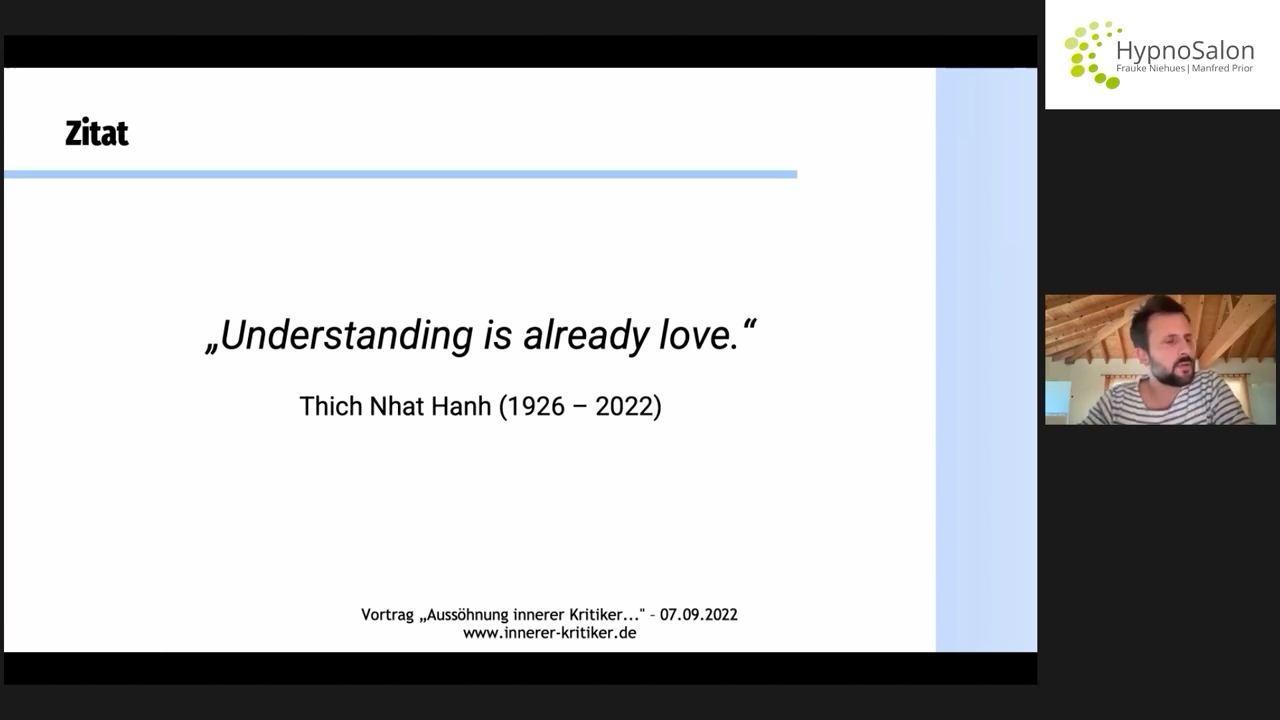 Zitat
„Understanding is already love.“
Thich Nhat Hanh (1926 – 2022)
Vortrag „Aussöhnung innerer Kritiker..." - 07.09.2022
www.innerer-kritiker.de
HypnoSalon
Frauke Niehues | Manfred Prior